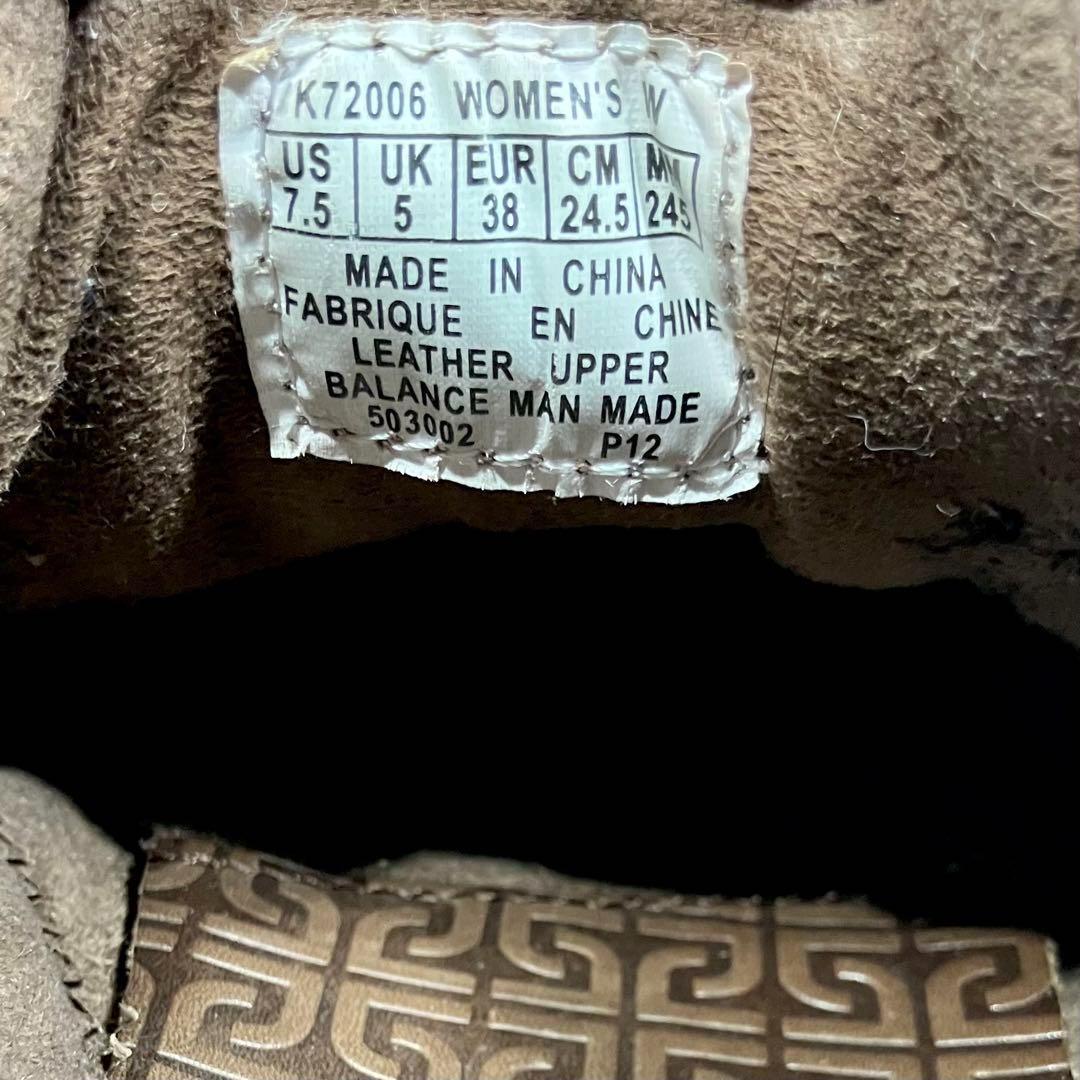 K72006 WOMEN'S W
US UK EUR CM MM
7.5 5 38 24.5 245
MADE IN CHINA
FABRIQUE EN CHINE
LEATHER UPPER
BALANCE MAN MADE
503002 P12